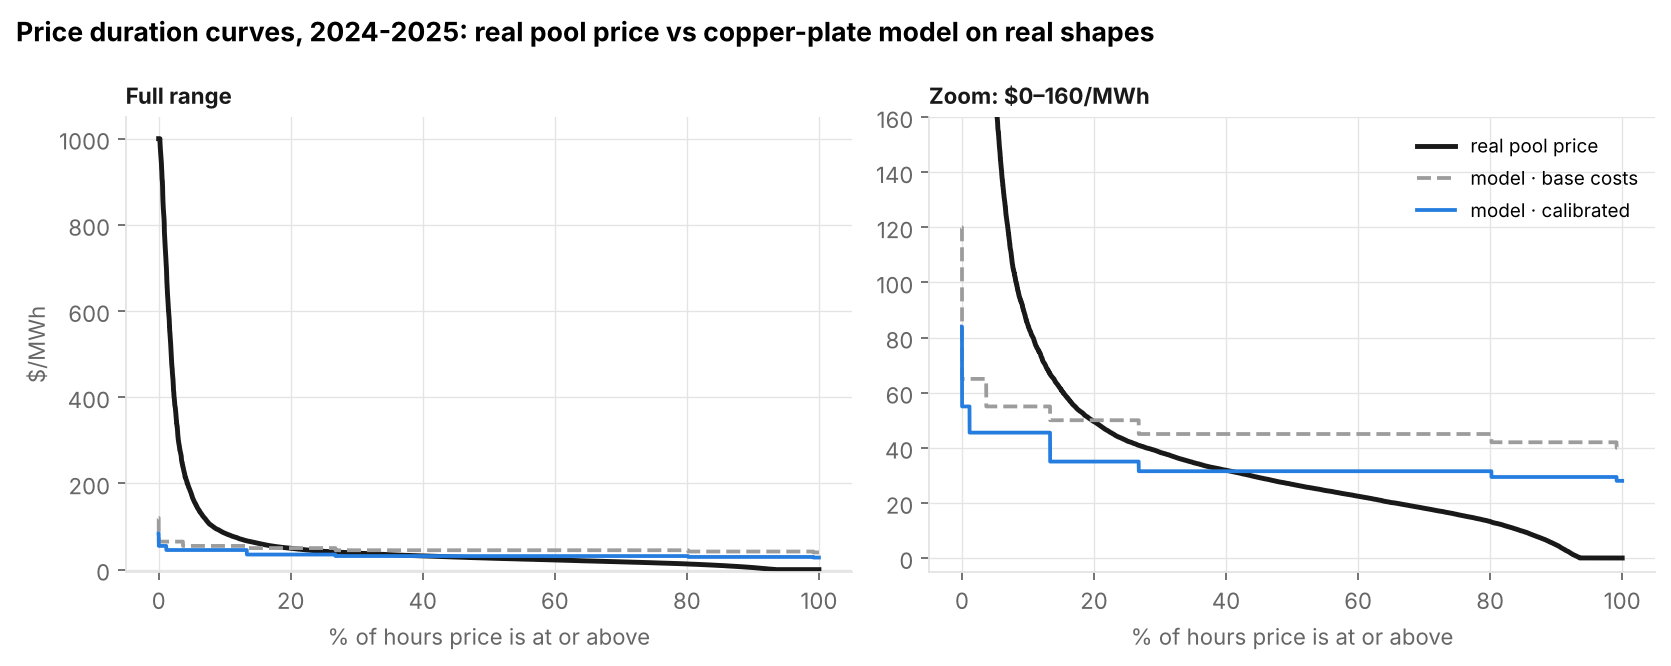 Price duration curves, 2024-2025: real pool price vs copper-plate model on real shapes
Full range
1000
800
600
400
200
0
$/MWh
0 20 40 60 80 100
% of hours price is at or above
Zoom: $0–160/MWh
160
140
120
100
80
60
40
20
0
real pool price
model · base costs
model · calibrated
0 20 40 60 80 100
% of hours price is at or above